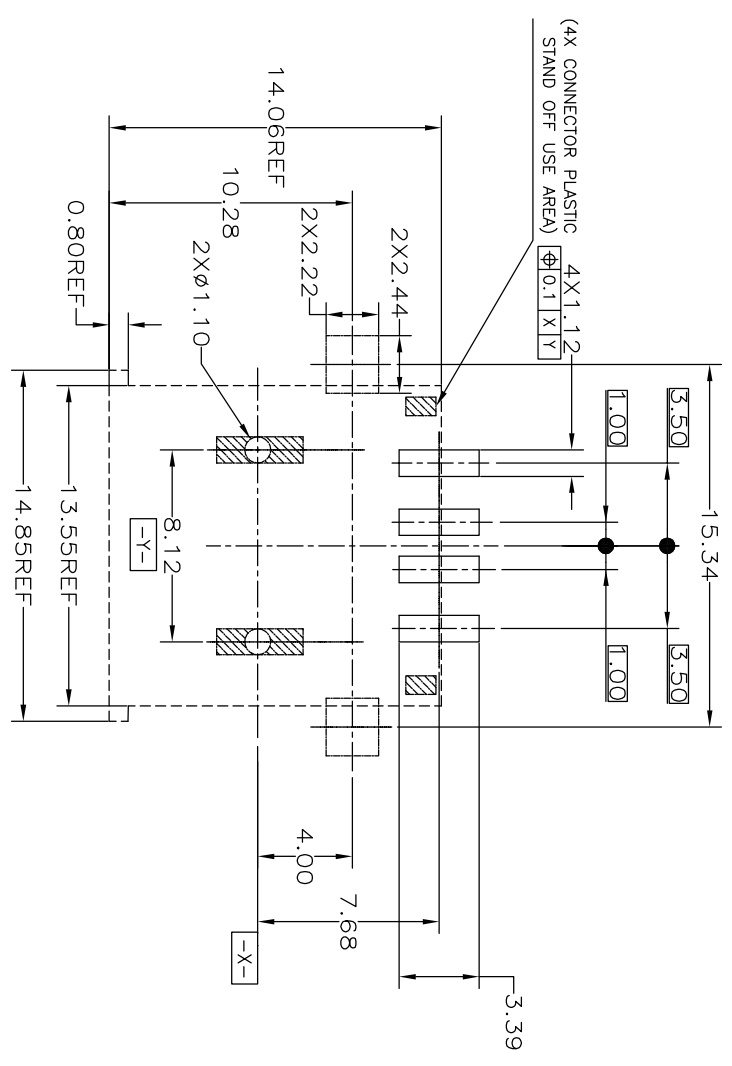 (4X CONNECTOR PLASTIC
STAND OFF USE AREA)
4X1.12
⌖ 0.1 X Y
3.50
3.50
1.00
1.00
15.34
14.06REF
10.28
0.80REF
2X2.22
2X2.44
2Xø1.10
8.12
-Y-
13.55REF
14.85REF
4.00
7.68
-X-
3.39